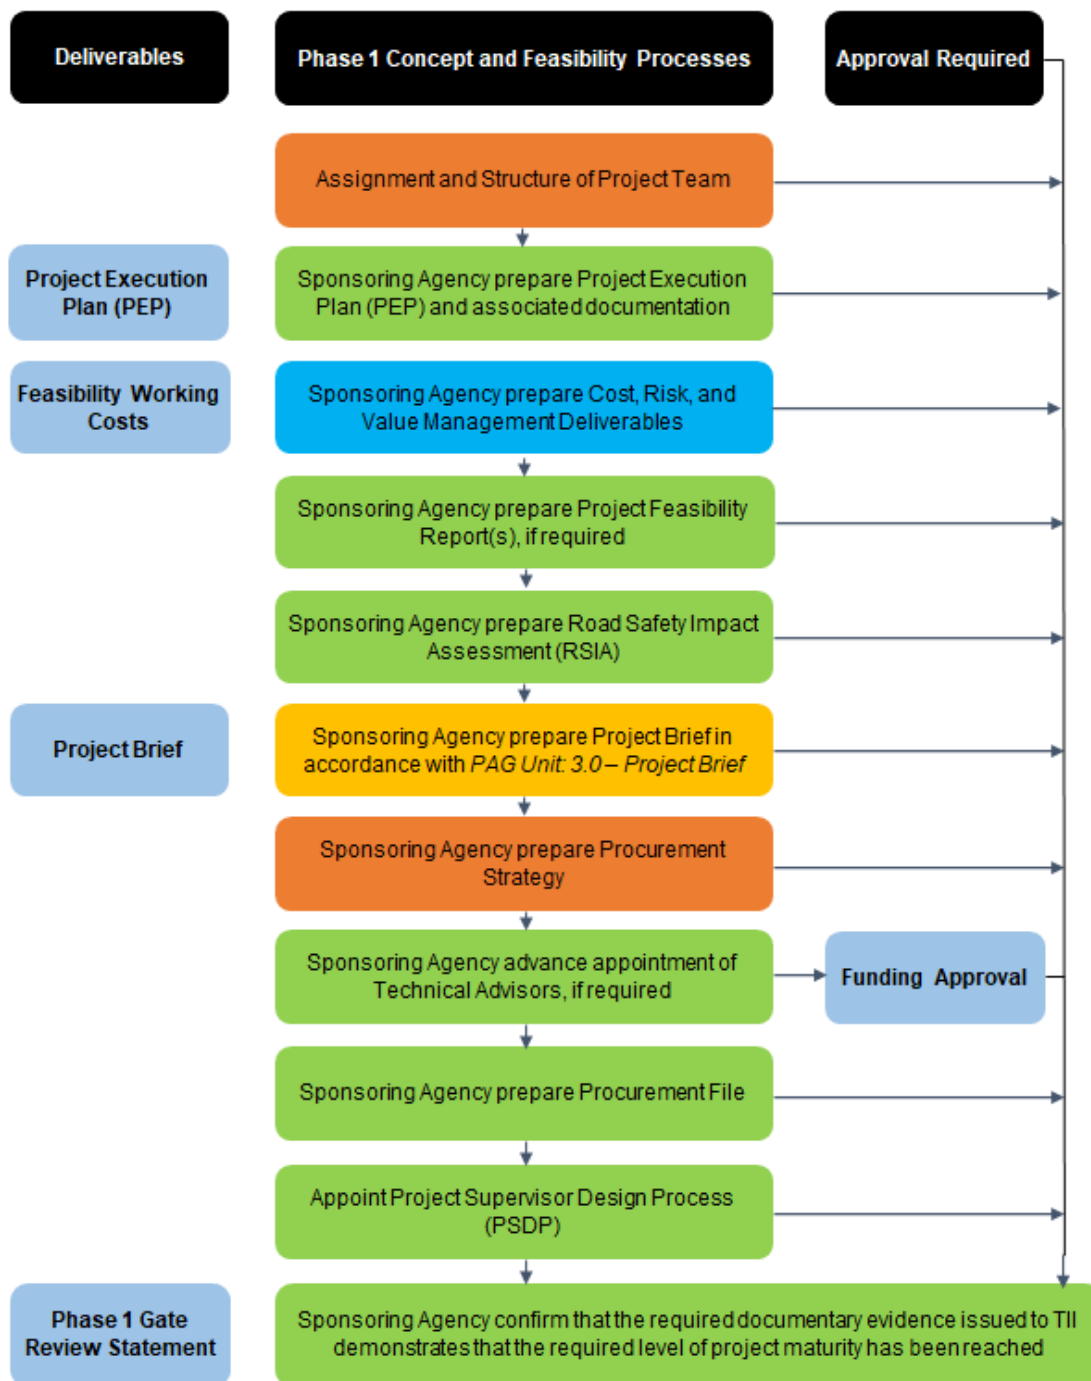 Deliverables
Phase 1 Concept and Feasibility Processes
Approval Required
Assignment and Structure of Project Team
Project Execution
Plan (PEP)
Sponsoring Agency prepare Project Execution
Plan (PEP) and associated documentation
Feasibility Working
Costs
Sponsoring Agency prepare Cost, Risk, and
Value Management Deliverables
Sponsoring Agency prepare Project Feasibility
Report(s), if required
Sponsoring Agency prepare Road Safety Impact
Assessment (RSIA)
Project Brief
Sponsoring Agency prepare Project Brief in
accordance with PAG Unit: 3.0 – Project Brief
Sponsoring Agency prepare Procurement
Strategy
Sponsoring Agency advance appointment of
Technical Advisors, if required
Funding Approval
Sponsoring Agency prepare Procurement File
Appoint Project Supervisor Design Process
(PSDP)
Phase 1 Gate
Review Statement
Sponsoring Agency confirm that the required documentary evidence issued to TII
demonstrates that the required level of project maturity has been reached